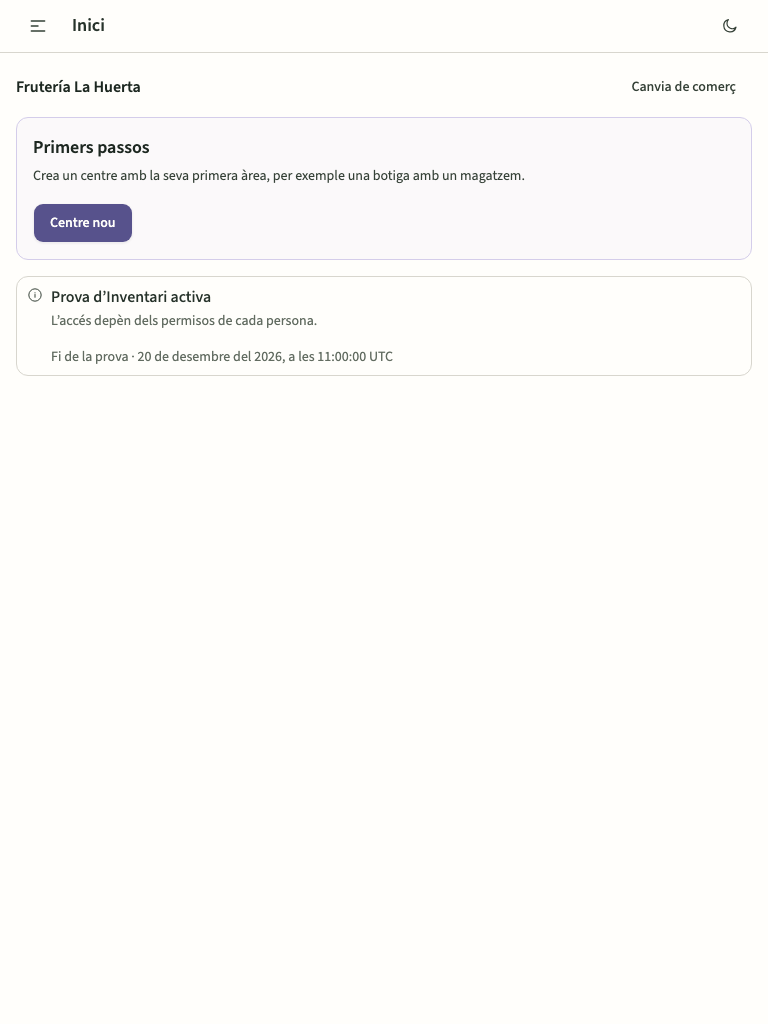 Inici
Frutería La Huerta
Canvia de comerç
Primers passos
Crea un centre amb la seva primera àrea, per exemple una botiga amb un magatzem.
Centre nou
Prova d’Inventari activa
L’accés depèn dels permisos de cada persona.
Fi de la prova · 20 de desembre del 2026, a les 11:00:00 UTC